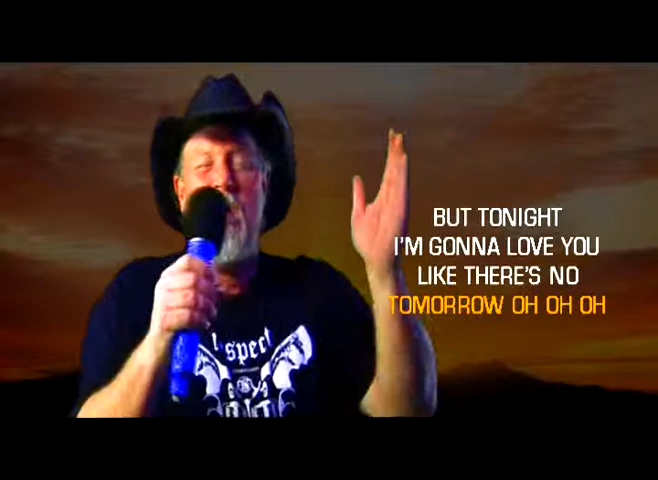 BUT TONIGHT
I'M GONNA LOVE YOU
LIKE THERE'S NO
TOMORROW OH OH OH